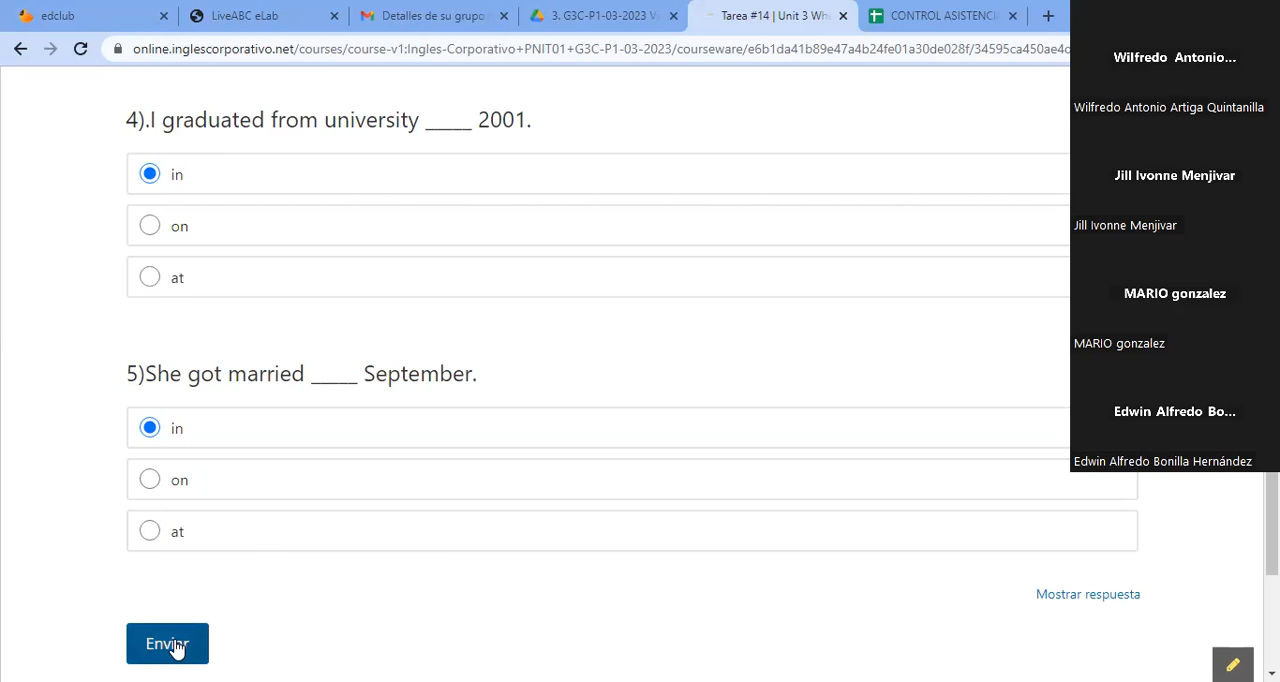 edclub
LiveABC eLab
Detalles de su grupo
3. G3C-P1-03-2023 V
Tarea #14 | Unit 3 Wh
CONTROL ASISTENCI
online.inglescorporativo.net/courses/course-v1:Ingles-Corporativo+PNIT01+G3C-P1-03-2023/courseware/e6b1da41b89e47a4b24fe01a30de028f/34595ca450ae4c
4).I graduated from university _____ 2001.
in
on
at
5)She got married _____ September.
in
on
at
Mostrar respuesta
Enviar
Wilfredo Antonio...
Wilfredo Antonio Artiga Quintanilla
Jill Ivonne Menjivar
Jill Ivonne Menjivar
MARIO gonzalez
MARIO gonzalez
Edwin Alfredo Bo...
Edwin Alfredo Bonilla Hernández